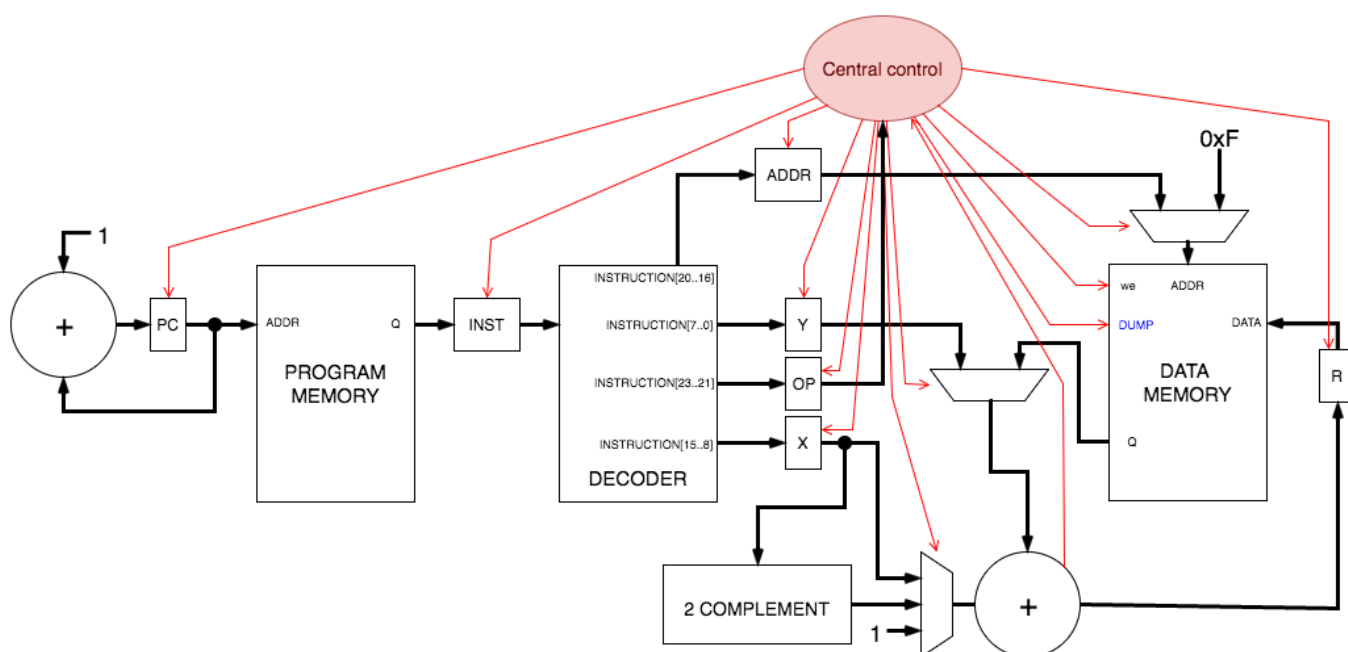 Central control
0xF
ADDR
1
INSTRUCTION[20..16]
we
ADDR
+
PC
ADDR
Q
INST
INSTRUCTION[7..0]
Y
DUMP
DATA
PROGRAM
MEMORY
INSTRUCTION[23..21]
OP
DATA
MEMORY
R
INSTRUCTION[15..8]
X
Q
DECODER
2 COMPLEMENT
+
1